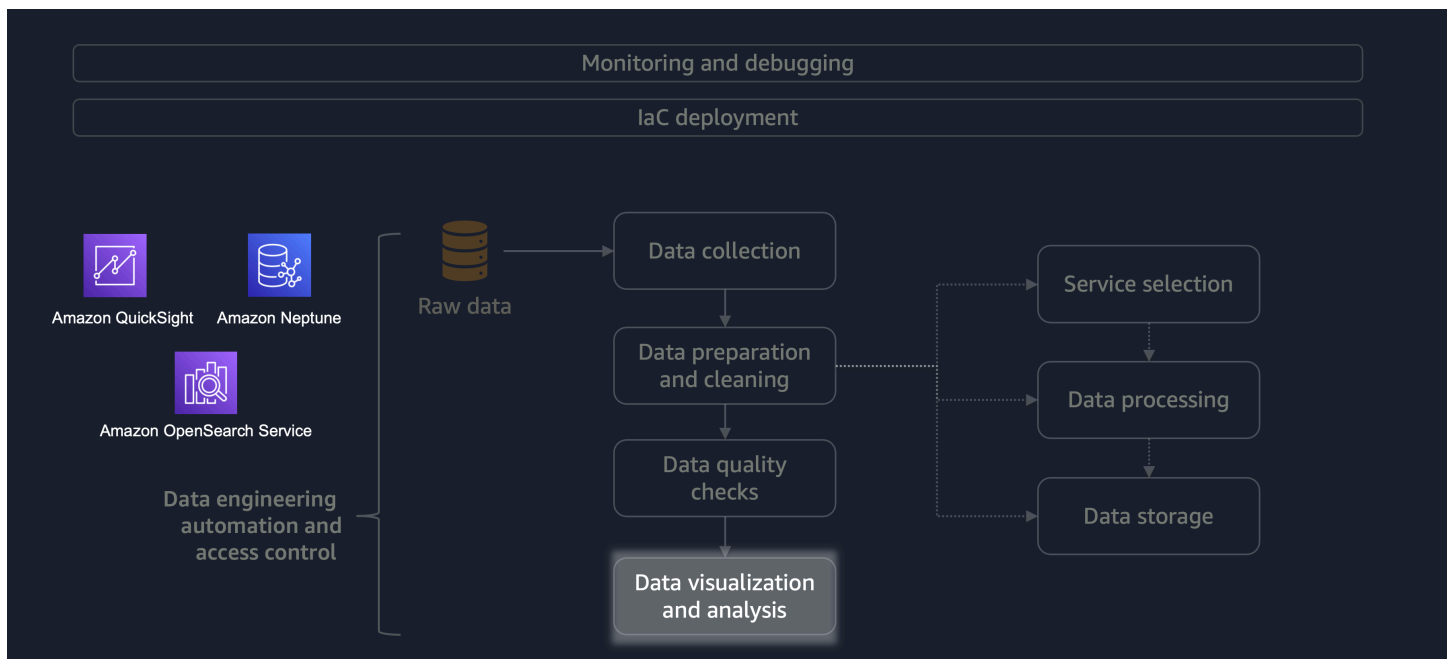 Monitoring and debugging
IaC deployment
Amazon QuickSight
Amazon Neptune
Amazon OpenSearch Service
Data engineering
automation and
access control
Raw data
Data collection
Data preparation
and cleaning
Data quality
checks
Data visualization
and analysis
Service selection
Data processing
Data storage